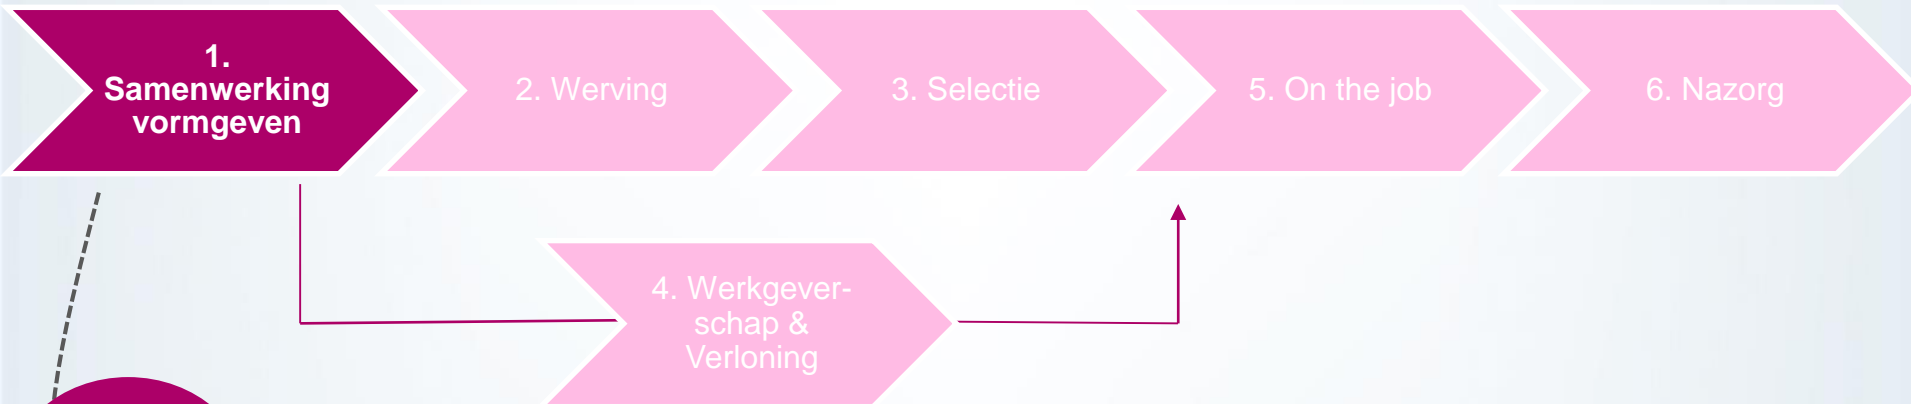 1.
Samenwerking
vormgeven
2. Werving
3. Selectie
5. On the job
6. Nazorg
4. Werkgever-
schap &
Verloning